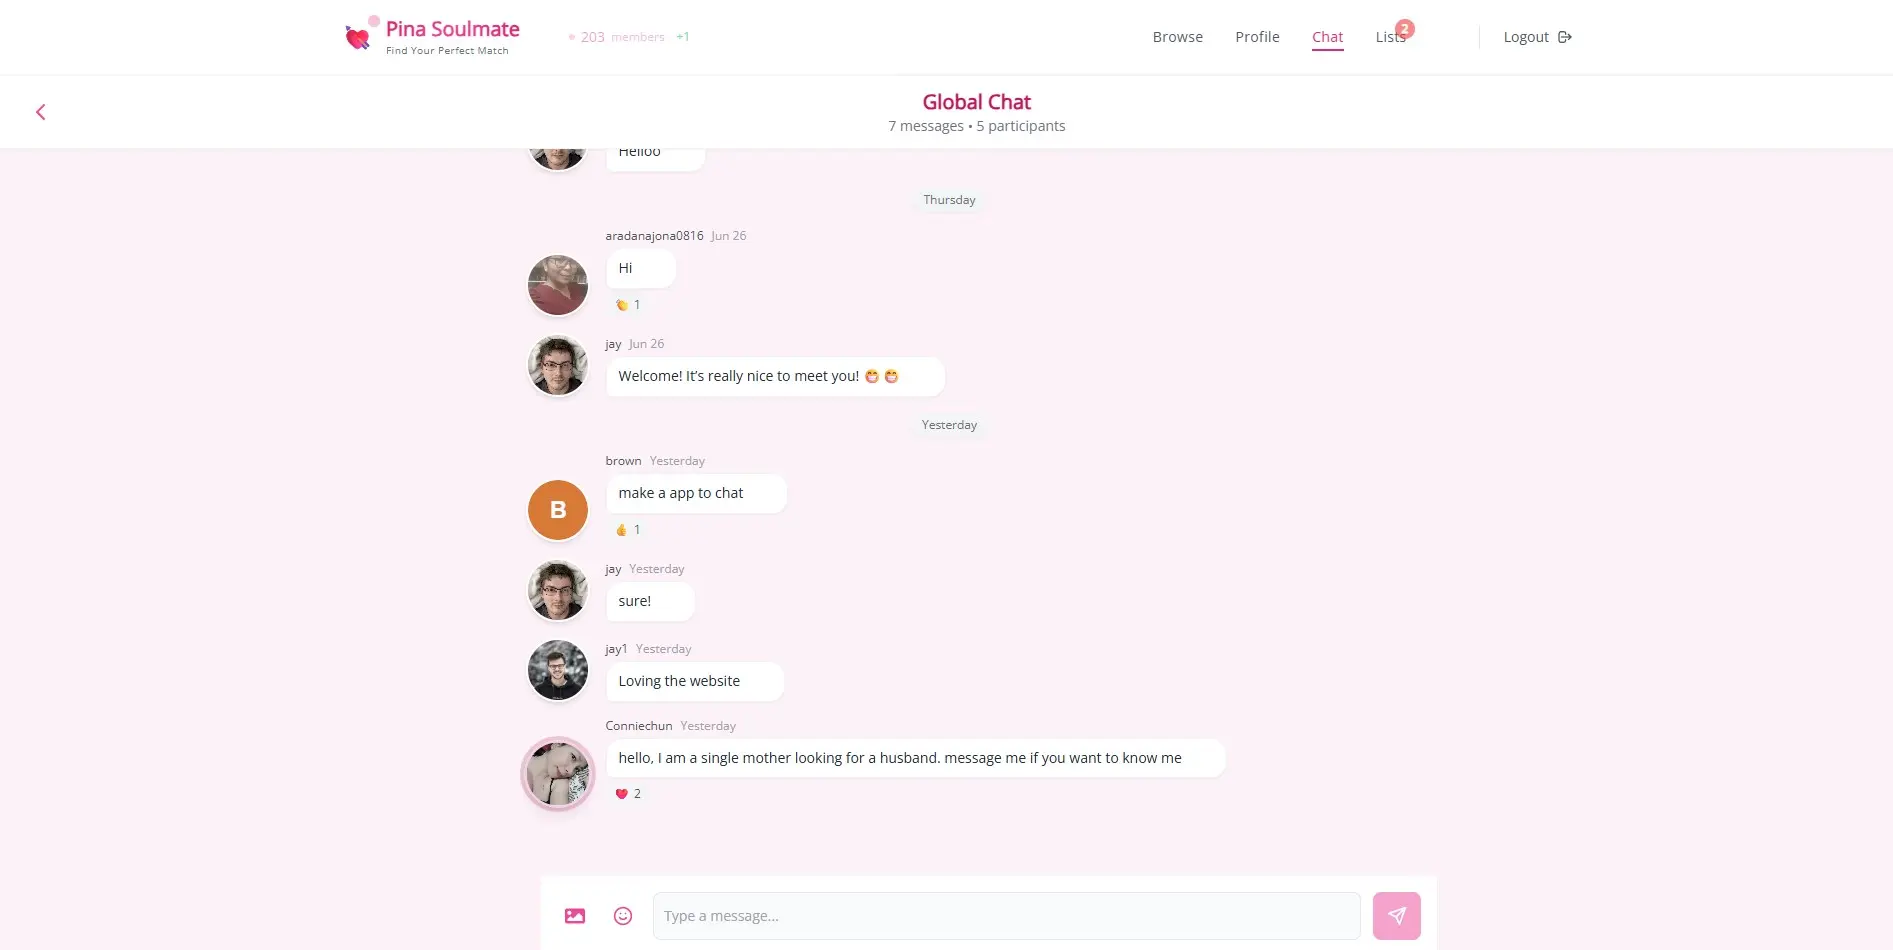 Pina Soulmate
Find Your Perfect Match
203 members +1
Browse
Profile
Chat
Lists
2
Logout
Global Chat
7 messages • 5 participants
Helloo
Thursday
aradanajona0816 Jun 26
Hi
1
jay Jun 26
Welcome! It's really nice to meet you! 😁 😁
Yesterday
brown Yesterday
B
make a app to chat
👍 1
jay Yesterday
sure!
jay1 Yesterday
Loving the website
Conniechun Yesterday
hello, I am a single mother looking for a husband. message me if you want to know me
❤️ 2
Type a message...